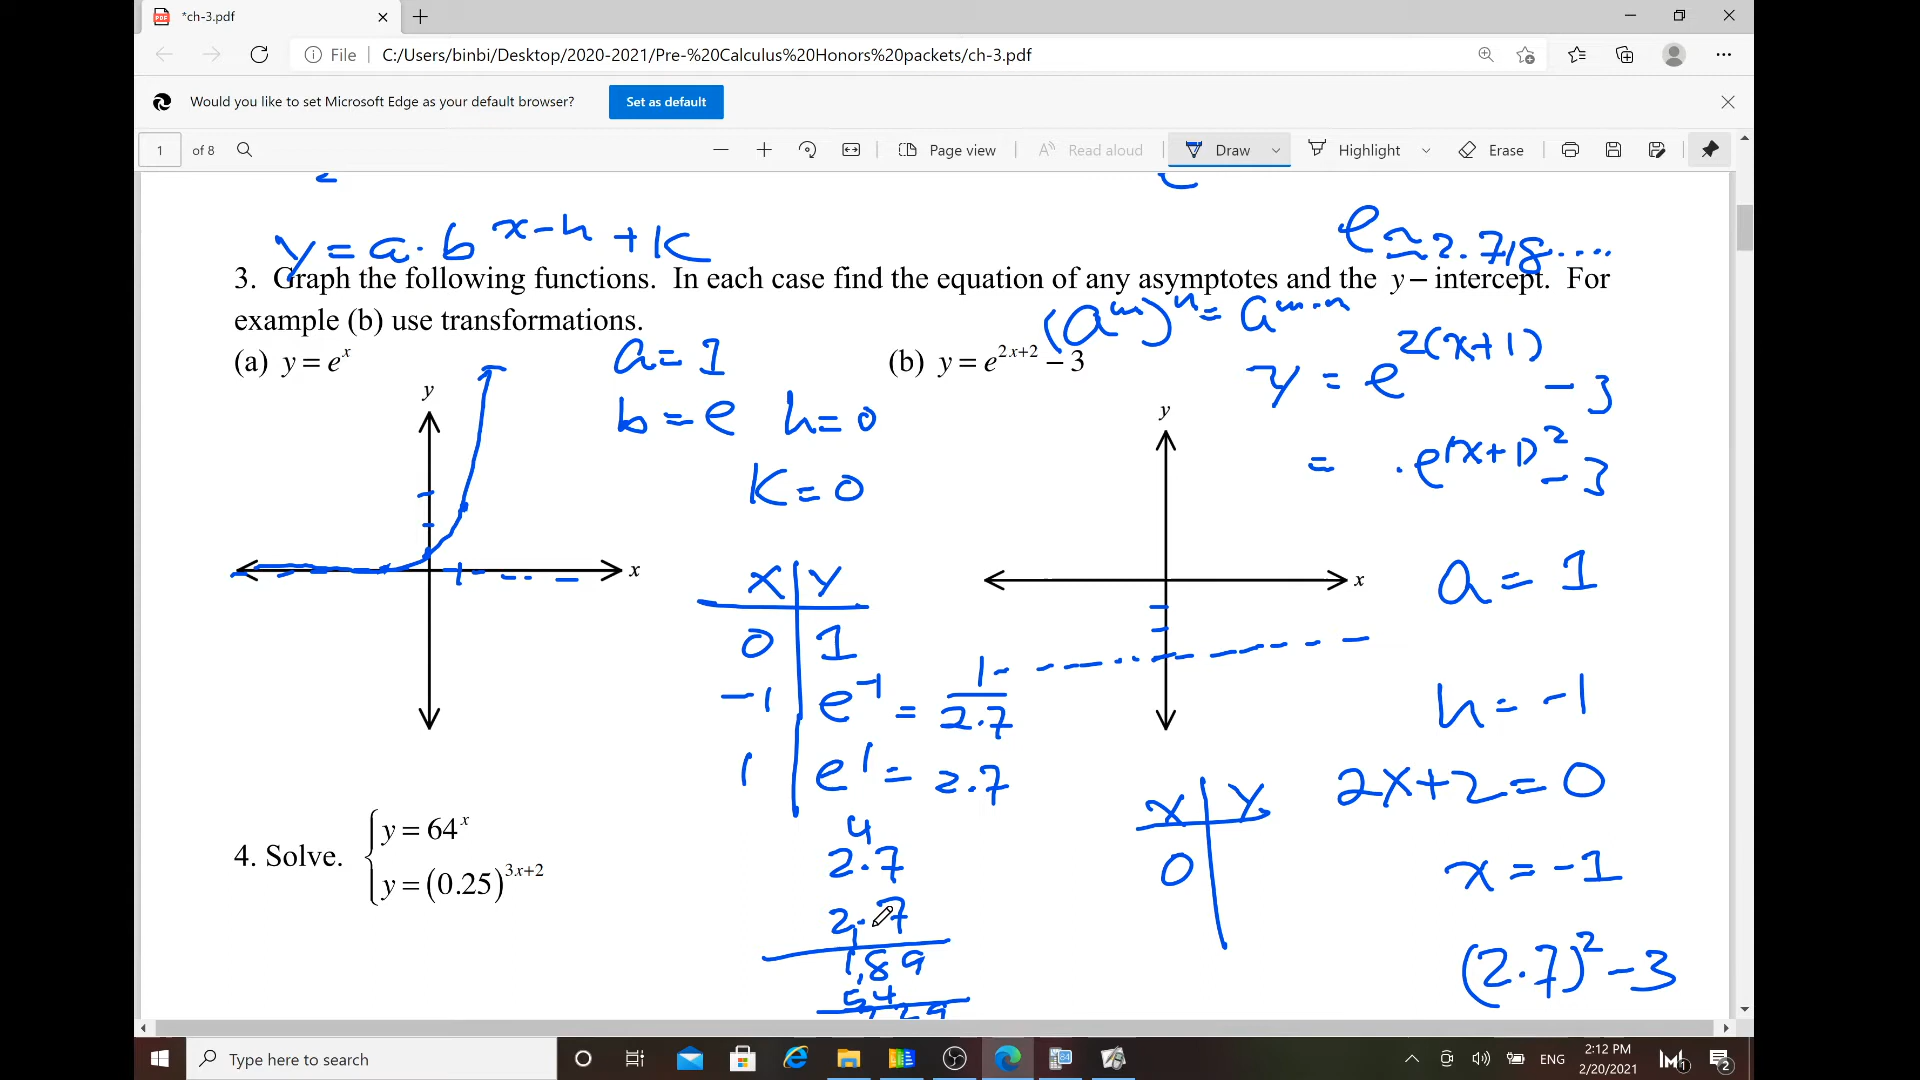 *ch-3.pdf
File C:/Users/binbi/Desktop/2020-2021/Pre-%20Calculus%20Honors%20packets/ch-3.pdf
Would you like to set Microsoft Edge as your default browser? Set as default
1 of 8 Page view Read aloud Draw Highlight Erase
y = a · b^(x-h) + k
e ≈ 2.718....
3. Graph the following functions. In each case find the equation of any asymptotes and the y − intercept. For
example (b) use transformations.
(a^m)^n = a^(m·n)
(a) y = e^x
a = 1
b = e h = 0
k = 0
y
x
(b) y = e^(2x+2) − 3
y = e^(2(x+1)) - 3
= . e^((x+1)2) - 3
y
x
a = 1
h = -1
2x+2=0
x = -1
(2.7)^2 - 3
x | y
0 | 1
-1 | e^-1 = 1/2.7
1 | e^1 = 2.7
x | y
0
4
2.7
2.7
189
54
4. Solve. { y = 64^x
y = (0.25)^(3x+2)
Type here to search
ENG
2:12 PM
2/20/2021
1
2